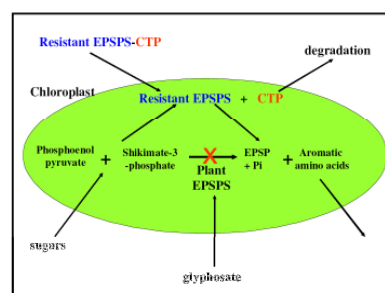 Resistant EPSPS-CTP
degradation
Chloroplast
Resistant EPSPS + CTP
Phosphoenol
pyruvate
+
Shikimate-3
-phosphate
X
Plant
EPSPS
EPSP
+ Pi
+
Aromatic
amino acids
sugars
glyphosate